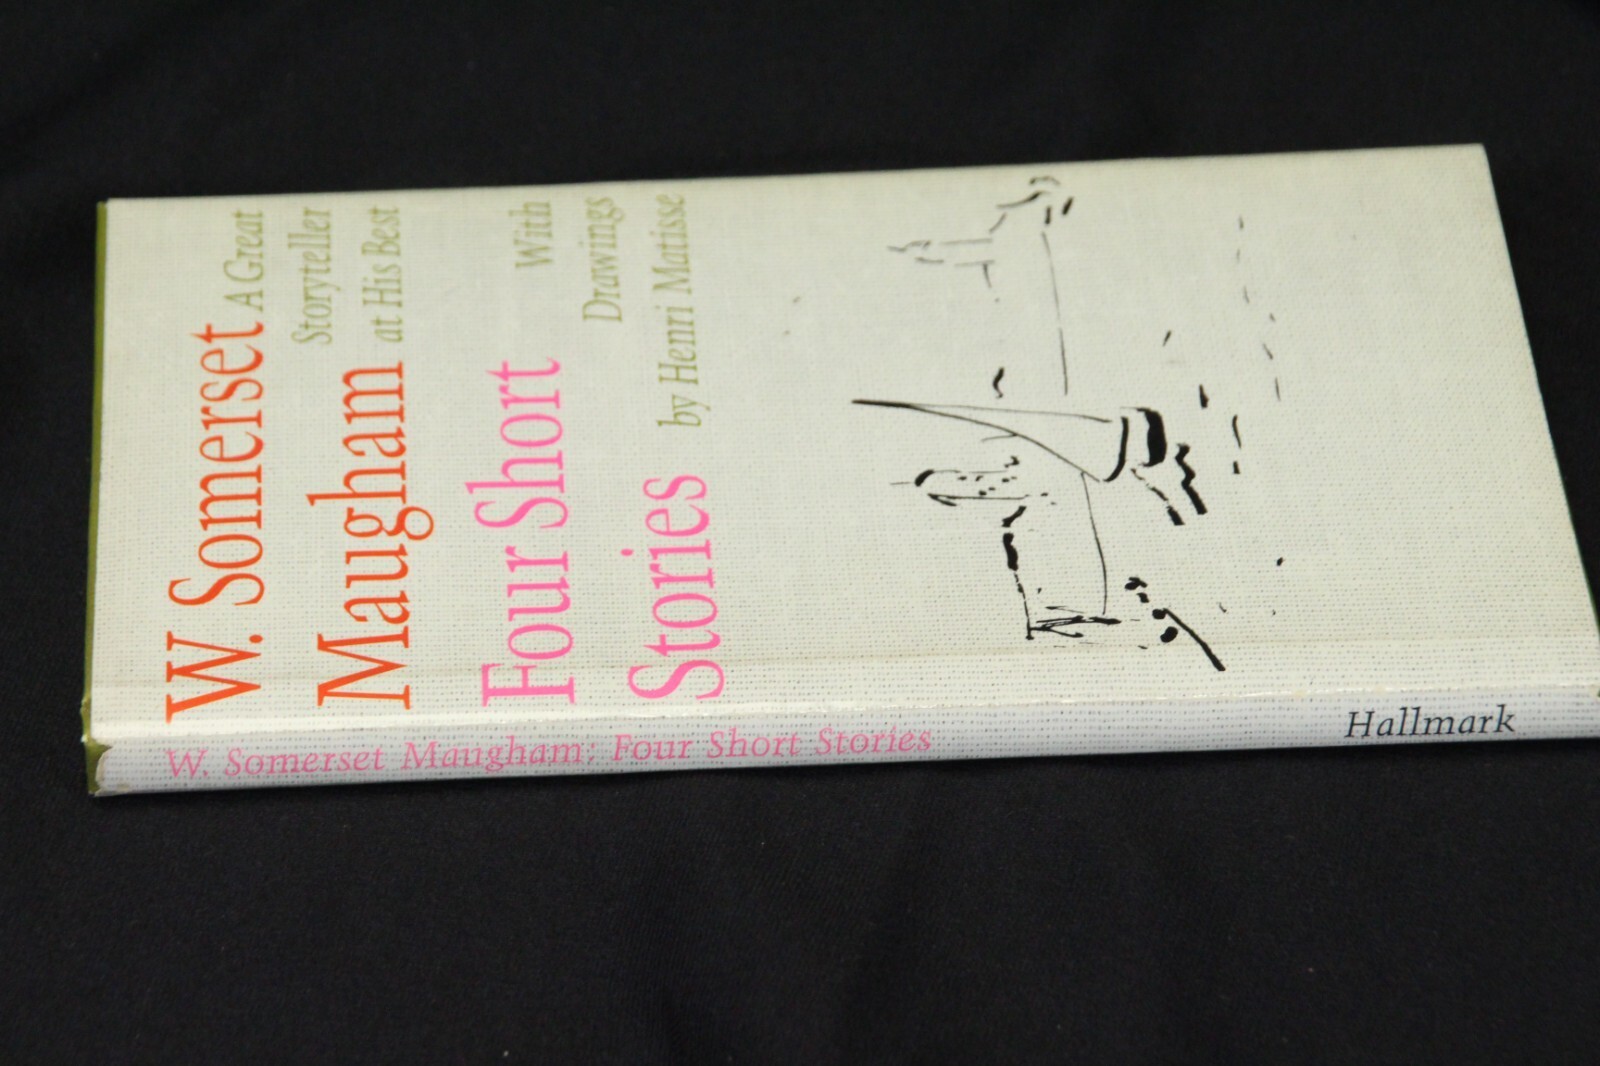 W. Somerset A Great
Storyteller
Maugham at His Best
With
Four Short
Drawings
Stories by Henri Matisse
W. Somerset Maugham: Four Short Stories
Hallmark